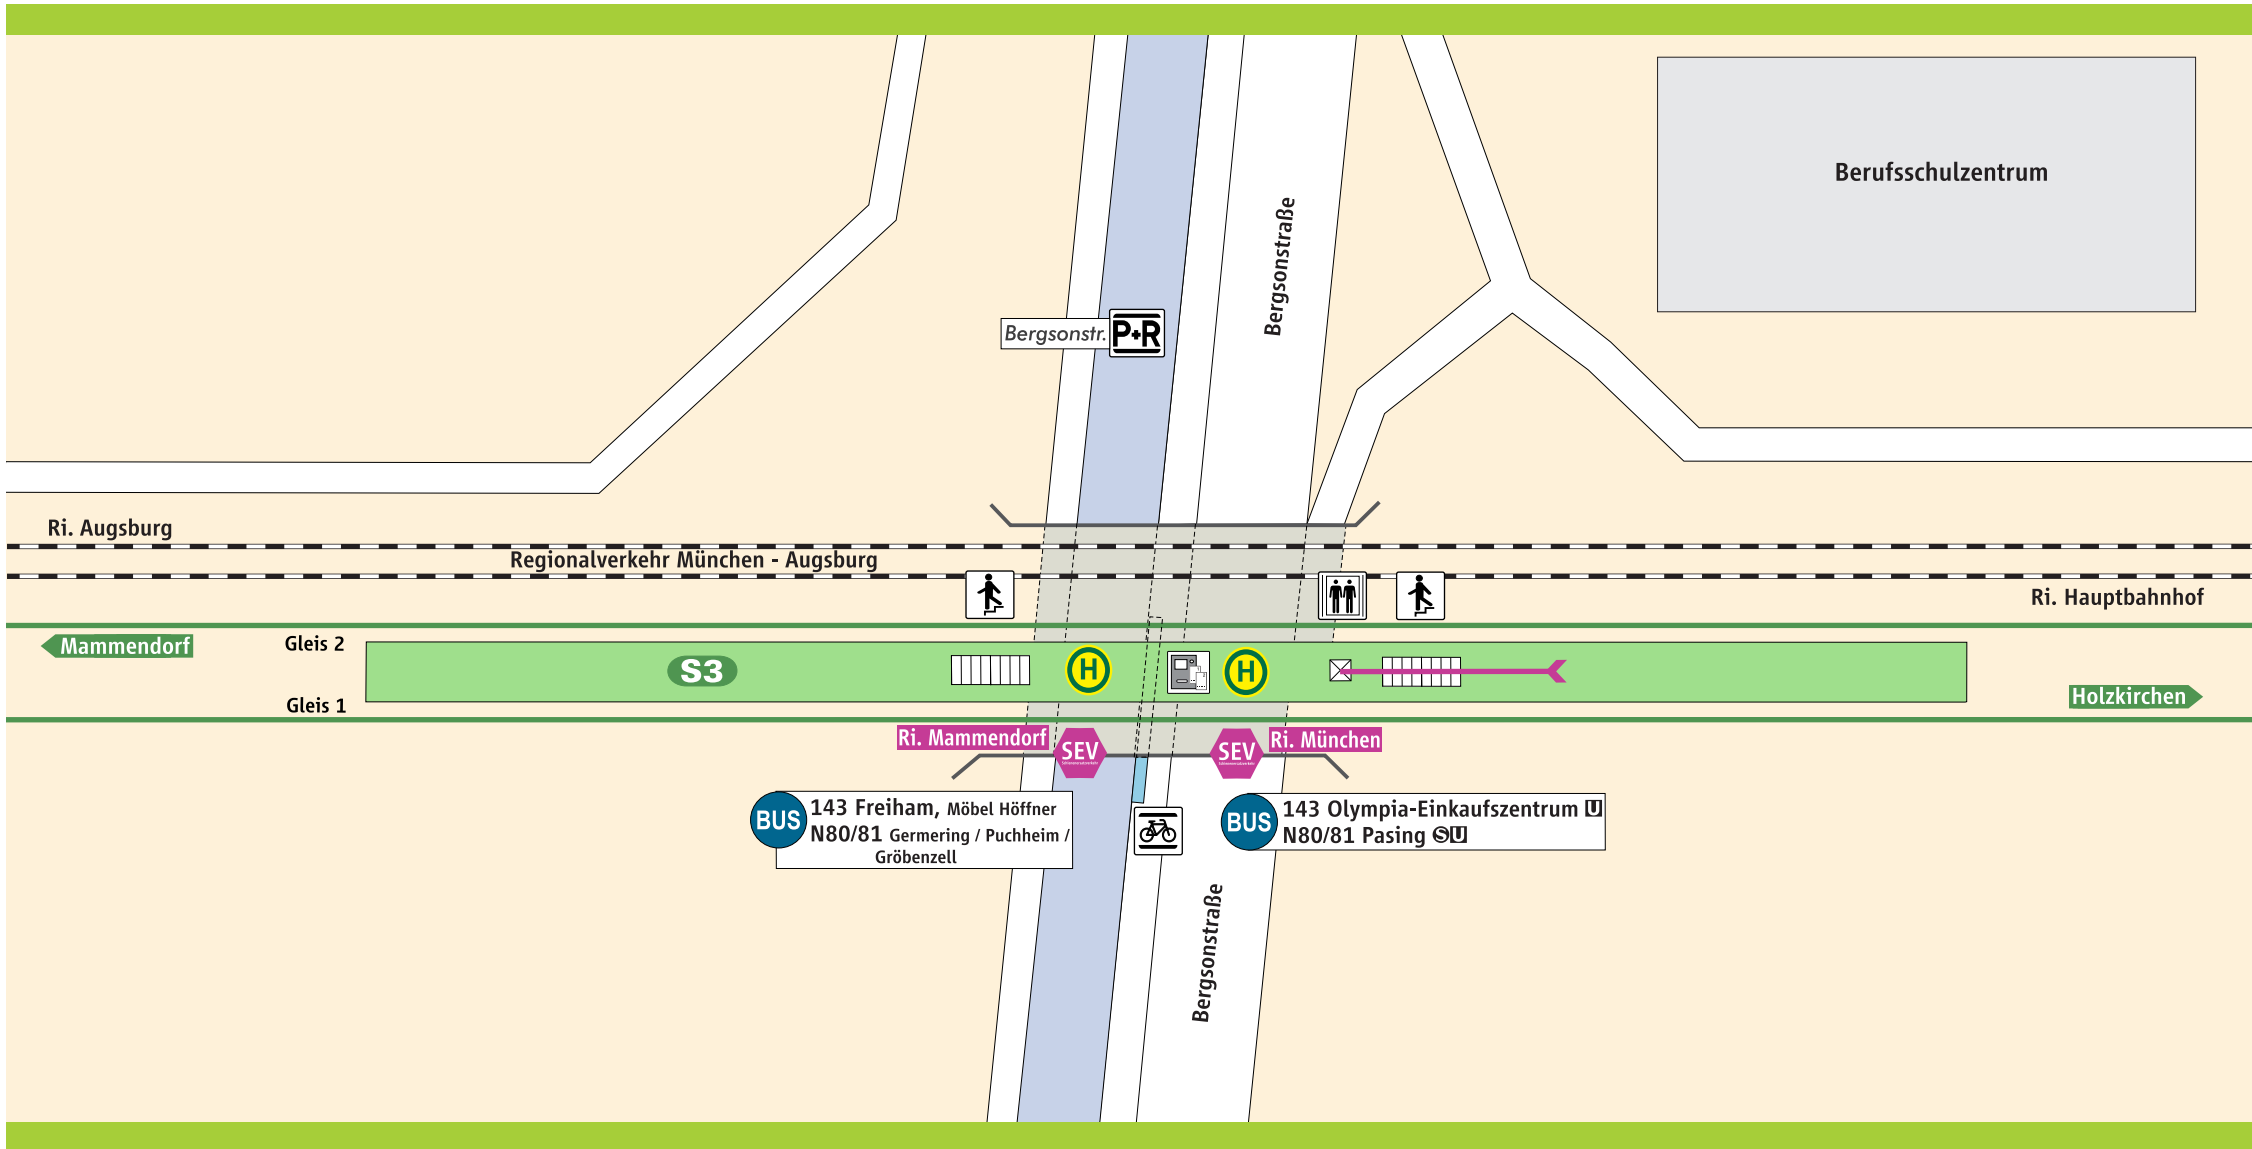 Berufsschulzentrum
Bergsonstraße
Bergsonstr.
P+R
Ri. Augsburg
Regionalverkehr München - Augsburg
Ri. Hauptbahnhof
Mammendorf
Gleis 2
S3
H
H
Gleis 1
Holzkirchen
Ri. Mammendorf
SEV
SEV
Ri. München
BUS
143 Freiham, Möbel Höffner
N80/81 Germering / Puchheim /
Gröbenzell
BUS
143 Olympia-Einkaufszentrum U
N80/81 Pasing S U
Bergsonstraße